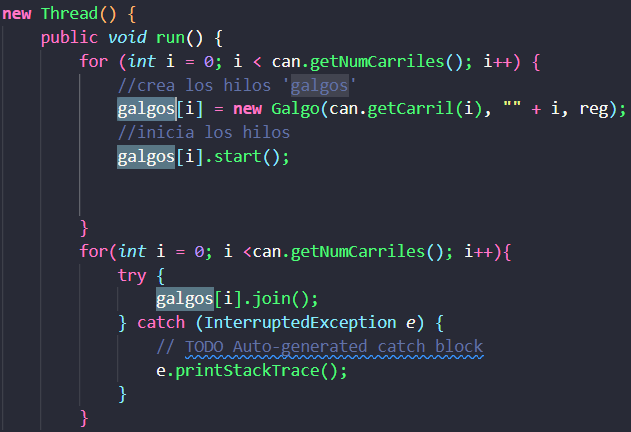 new Thread() {
public void run() {
for (int i = 0; i < can.getNumCarriles(); i++) {
//crea los hilos 'galgos'
galgos[i] = new Galgo(can.getCarril(i), "" + i, reg);
//inicia los hilos
galgos[i].start();
}
for(int i = 0; i <can.getNumCarriles(); i++){
try {
galgos[i].join();
} catch (InterruptedException e) {
// TODO Auto-generated catch block
e.printStackTrace();
}
}